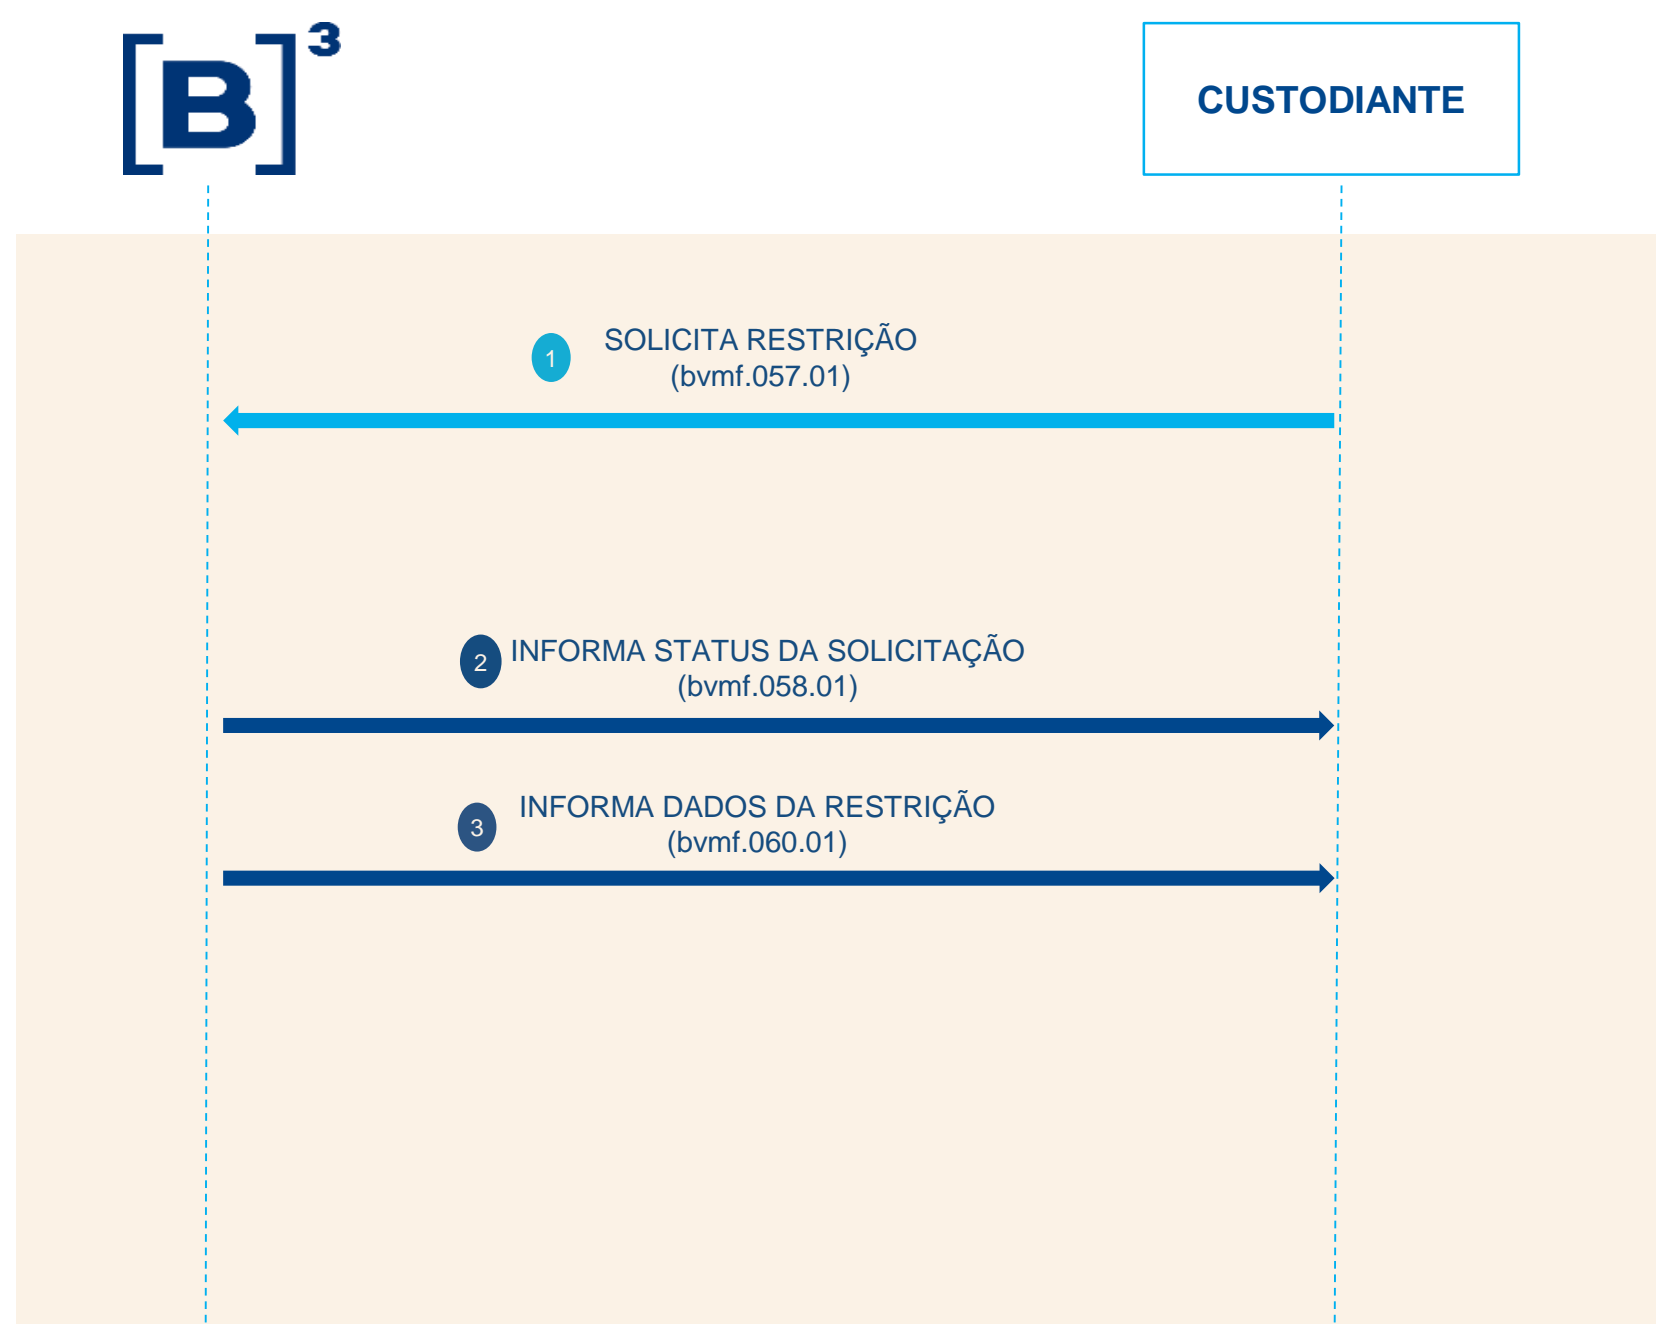 [B]³
CUSTODIANTE
1
SOLICITA RESTRIÇÃO
(bvmf.057.01)
2
INFORMA STATUS DA SOLICITAÇÃO
(bvmf.058.01)
3
INFORMA DADOS DA RESTRIÇÃO
(bvmf.060.01)